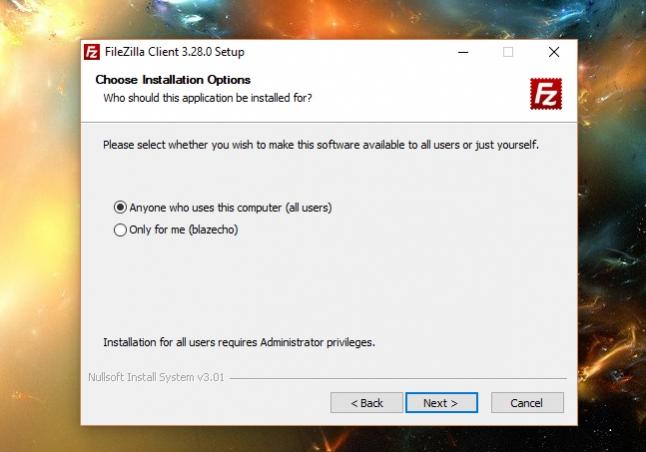 FileZilla Client 3.28.0 Setup
Choose Installation Options
Who should this application be installed for?
Fz
Please select whether you wish to make this software available to all users or just yourself.
Anyone who uses this computer (all users)
Only for me (blazecho)
Installation for all users requires Administrator privileges.
Nullsoft Install System v3.01
< Back Next > Cancel